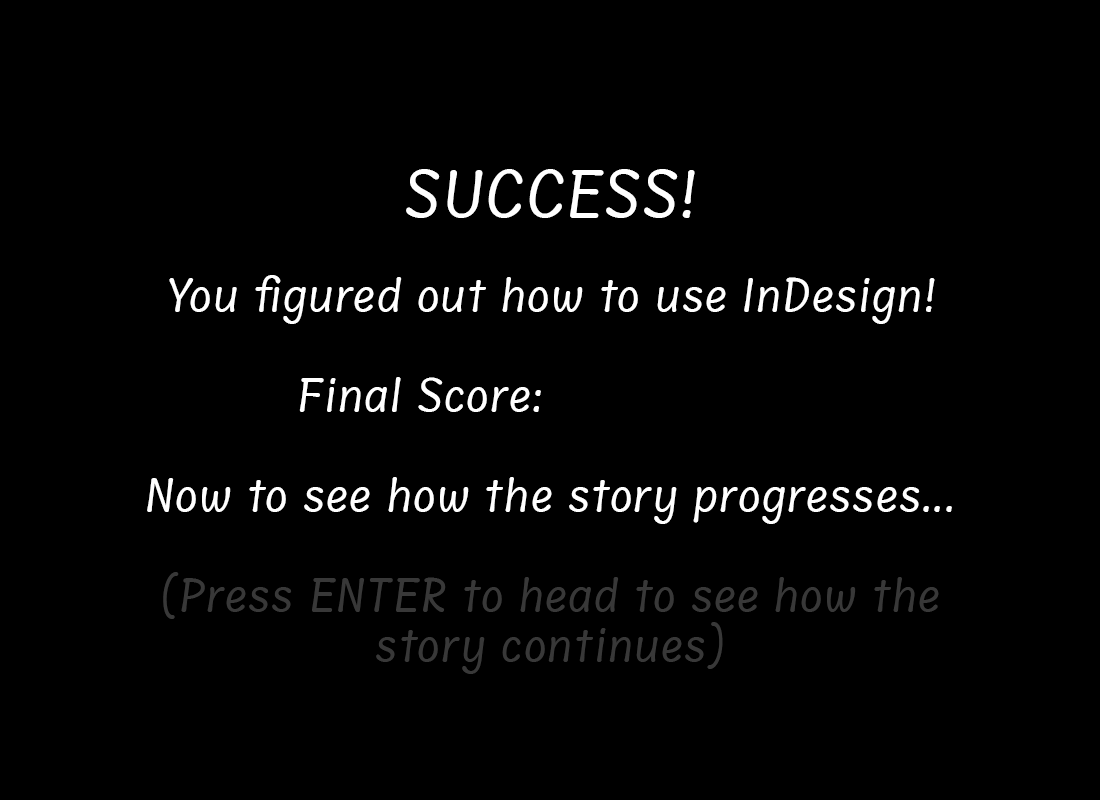 SUCCESS!
You figured out how to use InDesign!
Final Score:
Now to see how the story progresses...
(Press ENTER to head to see how the
story continues)